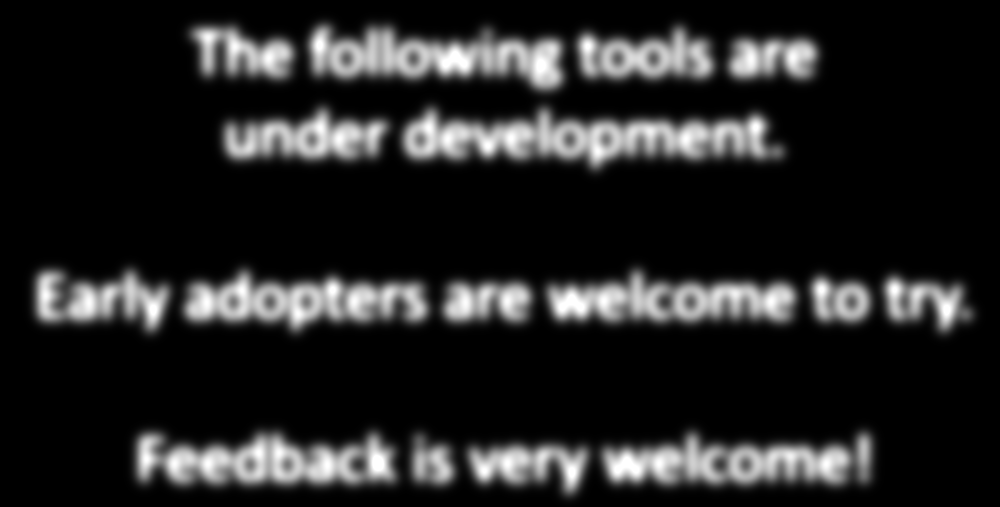 The following tools are
under development.
Early adopters are welcome to try.
Feedback is very welcome!